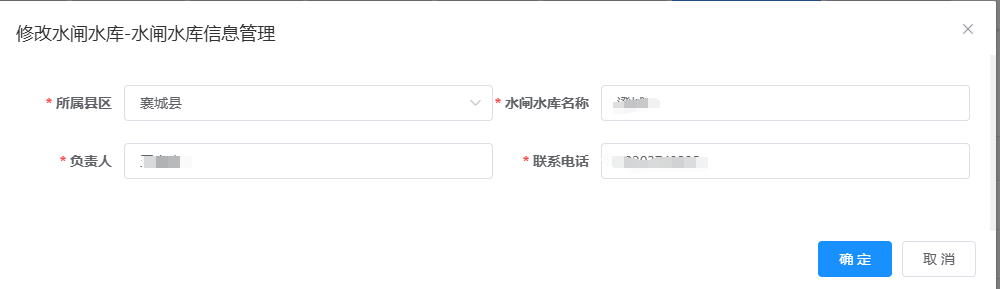 修改水闸水库-水闸水库信息管理
* 所属县区 襄城县 * 水闸水库名称
* 负责人 * 联系电话
确 定 取 消